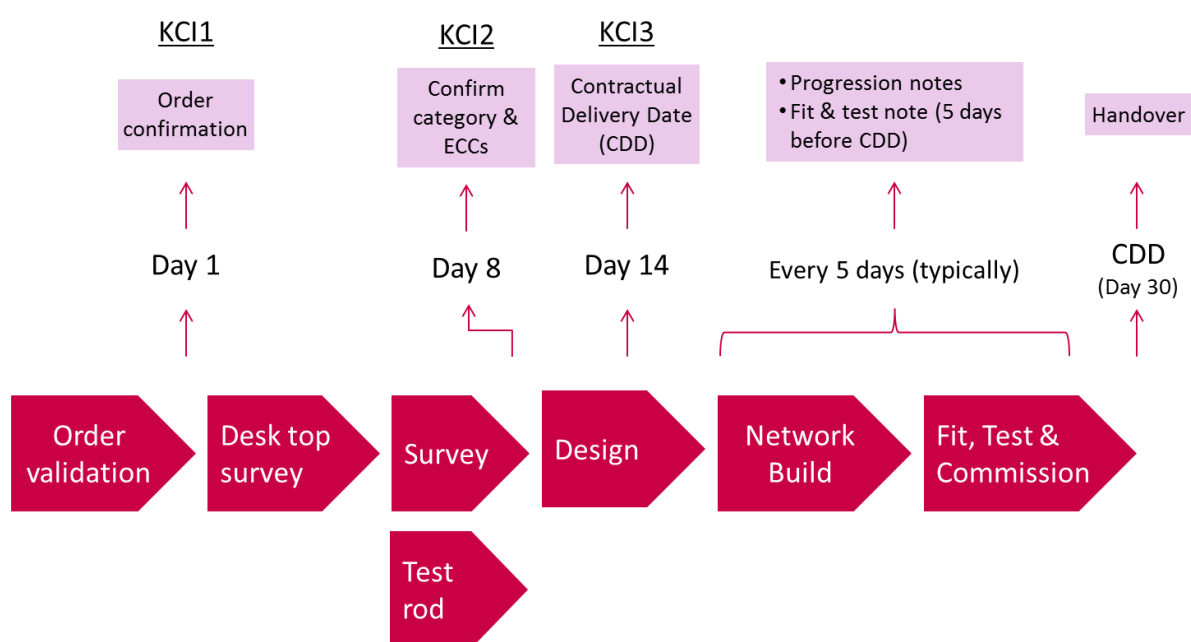 KCI1
KCI2
KCI3
Order
confirmation
Confirm
category &
ECCs
Contractual
Delivery Date
(CDD)
• Progression notes
• Fit & test note (5 days
before CDD)
Handover
Day 1
Day 8
Day 14
Every 5 days (typically)
CDD
(Day 30)
Order
validation
Desk top
survey
Survey
Design
Network
Build
Fit, Test &
Commission
Test
rod